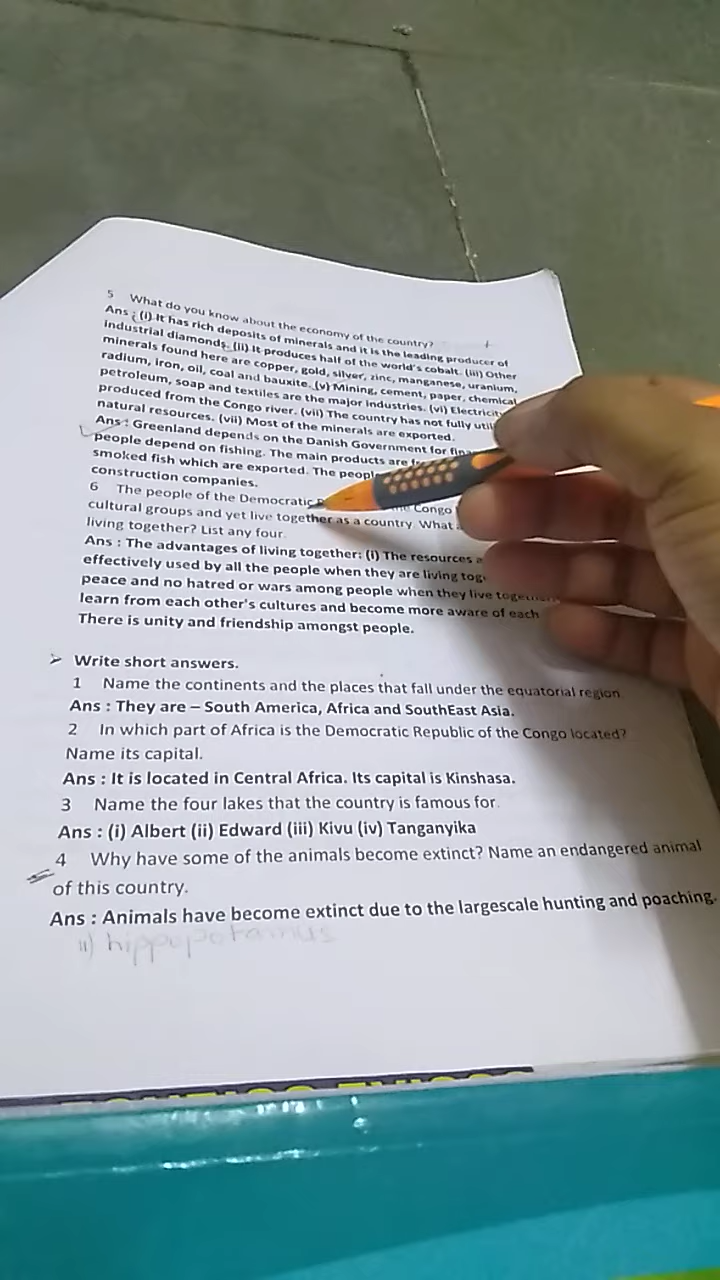 5 What do you know about the economy of the country?
Ans : (i) It has rich deposits of minerals and it is the leading producer of
industrial diamonds. (ii) It produces half of the world's cobalt. (iii) Other
minerals found here are copper, gold, silver, zinc, manganese, uranium,
radium, iron, oil, coal and bauxite. (v) Mining, cement, paper, chemical
petroleum, soap and textiles are the major industries. (vi) Electricity
produced from the Congo river. (vii) The country has not fully
natural resources. (vii) Most of the minerals are exported.
Ans : Greenland depends on the Danish Government for
people depend on fishing. The main products are
smoked fish which are exported. The
construction companies.
6 The people of the Democratic Congo
cultural groups and yet live together as a country. What
living together? List any four.
Ans : The advantages of living together: (i) The resources
effectively used by all the people when they are living
peace and no hatred or wars among people when they live
learn from each other's cultures and become more aware of each
There is unity and friendship amongst people.
➢ Write short answers.
1 Name the continents and the places that fall under the equatorial region
Ans : They are – South America, Africa and SouthEast Asia.
2 In which part of Africa is the Democratic Republic of the Congo located?
Name its capital.
Ans : It is located in Central Africa. Its capital is Kinshasa.
3 Name the four lakes that the country is famous for.
Ans : (i) Albert (ii) Edward (iii) Kivu (iv) Tanganyika
4 Why have some of the animals become extinct? Name an endangered animal
of this country.
Ans : Animals have become extinct due to the largescale hunting and poaching.
ii) hippopotamus